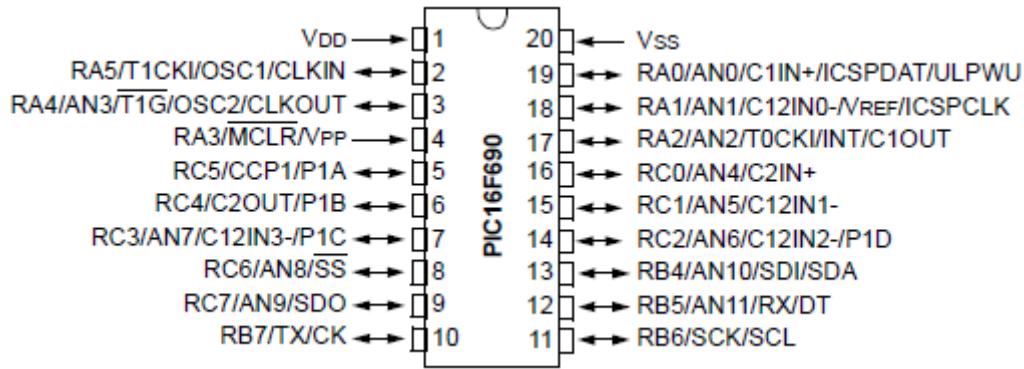 VDD 1 20 VSS
RA5/T1CKI/OSC1/CLKIN 2 19 RA0/AN0/C1IN+/ICSPDAT/ULPWU
RA4/AN3/T1G/OSC2/CLKOUT 3 18 RA1/AN1/C12IN0-/VREF/ICSPCLK
RA3/MCLR/VPP 4 17 RA2/AN2/T0CKI/INT/C1OUT
RC5/CCP1/P1A 5 16 RC0/AN4/C2IN+
RC4/C2OUT/P1B 6 15 RC1/AN5/C12IN1-
RC3/AN7/C12IN3-/P1C 7 14 RC2/AN6/C12IN2-/P1D
RC6/AN8/SS 8 13 RB4/AN10/SDI/SDA
RC7/AN9/SDO 9 12 RB5/AN11/RX/DT
RB7/TX/CK 10 11 RB6/SCK/SCL
PIC16F690